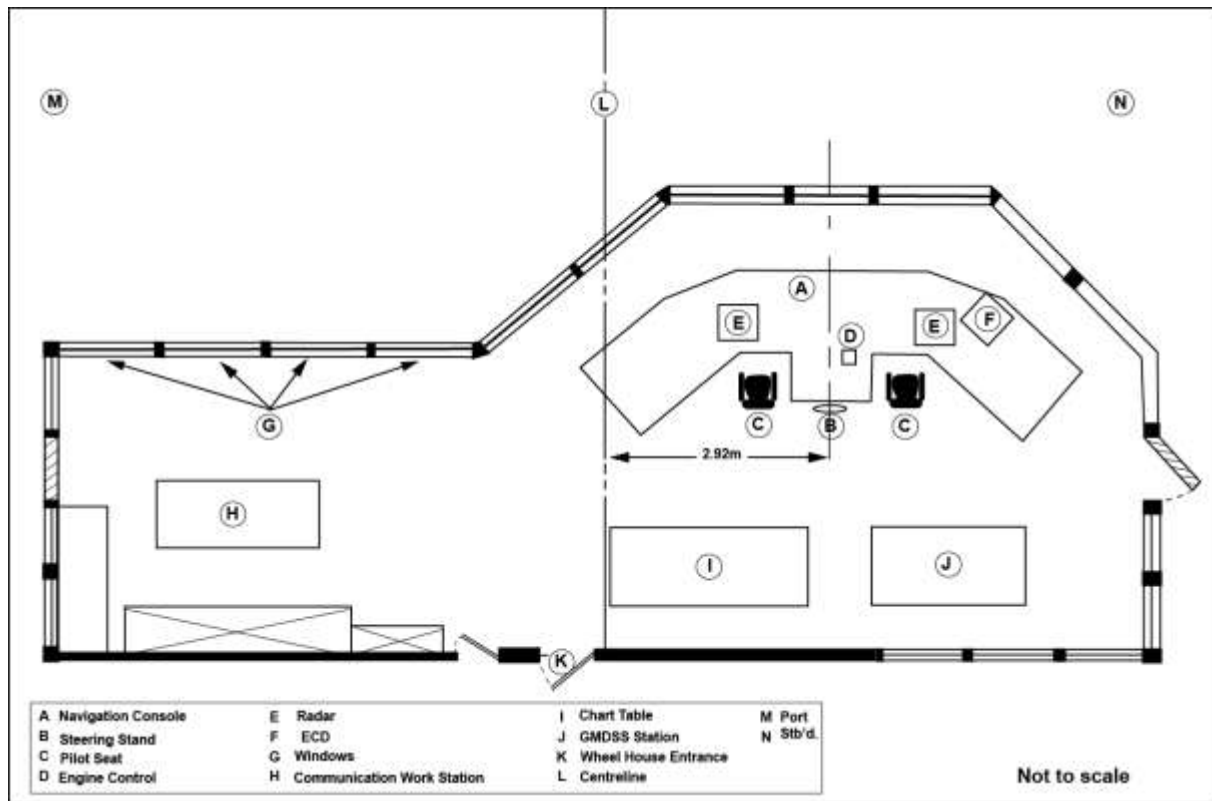 M
L
N
A
E
E
F
D
C
B
C
G
2.92m
H
I
J
K
A Navigation Console
B Steering Stand
C Pilot Seat
D Engine Control
E Radar
F ECD
G Windows
H Communication Work Station
I Chart Table
J GMDSS Station
K Wheel House Entrance
L Centreline
M Port
N Stb'd.
Not to scale